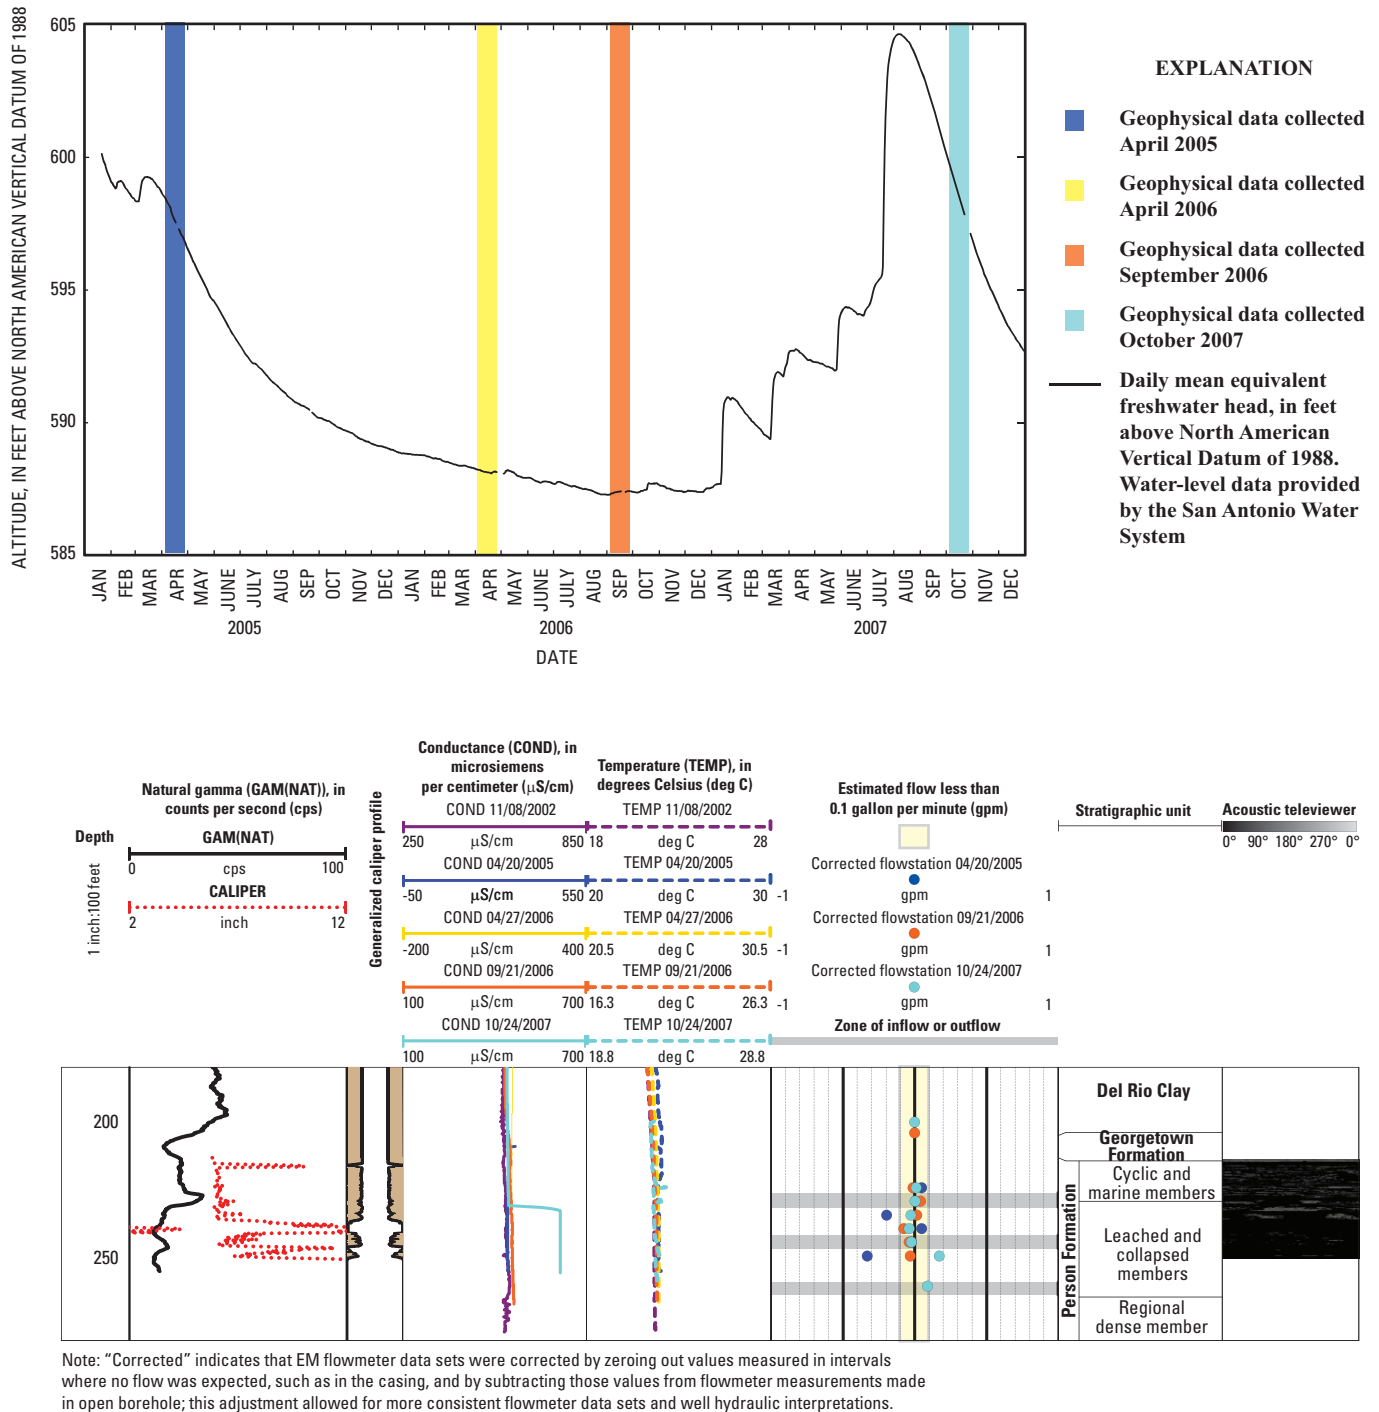 ALTITUDE, IN FEET ABOVE NORTH AMERICAN VERTICAL DATUM OF 1988
605
600
595
590
585
JAN FEB MAR APR MAY JUNE JULY AUG SEP OCT NOV DEC JAN FEB MAR APR MAY JUNE JULY AUG SEP OCT NOV DEC JAN FEB MAR APR MAY JUNE JULY AUG SEP OCT NOV DEC
2005 2006 2007
DATE
EXPLANATION
Geophysical data collected
April 2005
Geophysical data collected
April 2006
Geophysical data collected
September 2006
Geophysical data collected
October 2007
Daily mean equivalent
freshwater head, in feet
above North American
Vertical Datum of 1988.
Water-level data provided
by the San Antonio Water
System
Depth
1 inch:100 feet
Natural gamma (GAM(NAT)), in
counts per second (cps)
GAM(NAT)
0 cps 100
CALIPER
2 inch 12
Generalized caliper profile
Conductance (COND), in
microsiemens
per centimeter (μS/cm)
COND 11/08/2002
250 μS/cm 850
COND 04/20/2005
-50 μS/cm 550
COND 04/27/2006
-200 μS/cm 400
COND 09/21/2006
100 μS/cm 700
COND 10/24/2007
100 μS/cm 700
Temperature (TEMP), in
degrees Celsius (deg C)
TEMP 11/08/2002
18 deg C 28
TEMP 04/20/2005
20 deg C 30
TEMP 04/27/2006
20.5 deg C 30.5
TEMP 09/21/2006
16.3 deg C 26.3
TEMP 10/24/2007
18.8 deg C 28.8
Estimated flow less than
0.1 gallon per minute (gpm)
Corrected flowstation 04/20/2005
-1 gpm 1
Corrected flowstation 09/21/2006
-1 gpm 1
Corrected flowstation 10/24/2007
-1 gpm 1
Zone of inflow or outflow
Stratigraphic unit
Acoustic televiewer
0° 90° 180° 270° 0°
200
250
Del Rio Clay
Georgetown
Formation
Person Formation
Cyclic and
marine members
Leached and
collapsed
members
Regional
dense member
Note: “Corrected” indicates that EM flowmeter data sets were corrected by zeroing out values measured in intervals
where no flow was expected, such as in the casing, and by subtracting those values from flowmeter measurements made
in open borehole; this adjustment allowed for more consistent flowmeter data sets and well hydraulic interpretations.